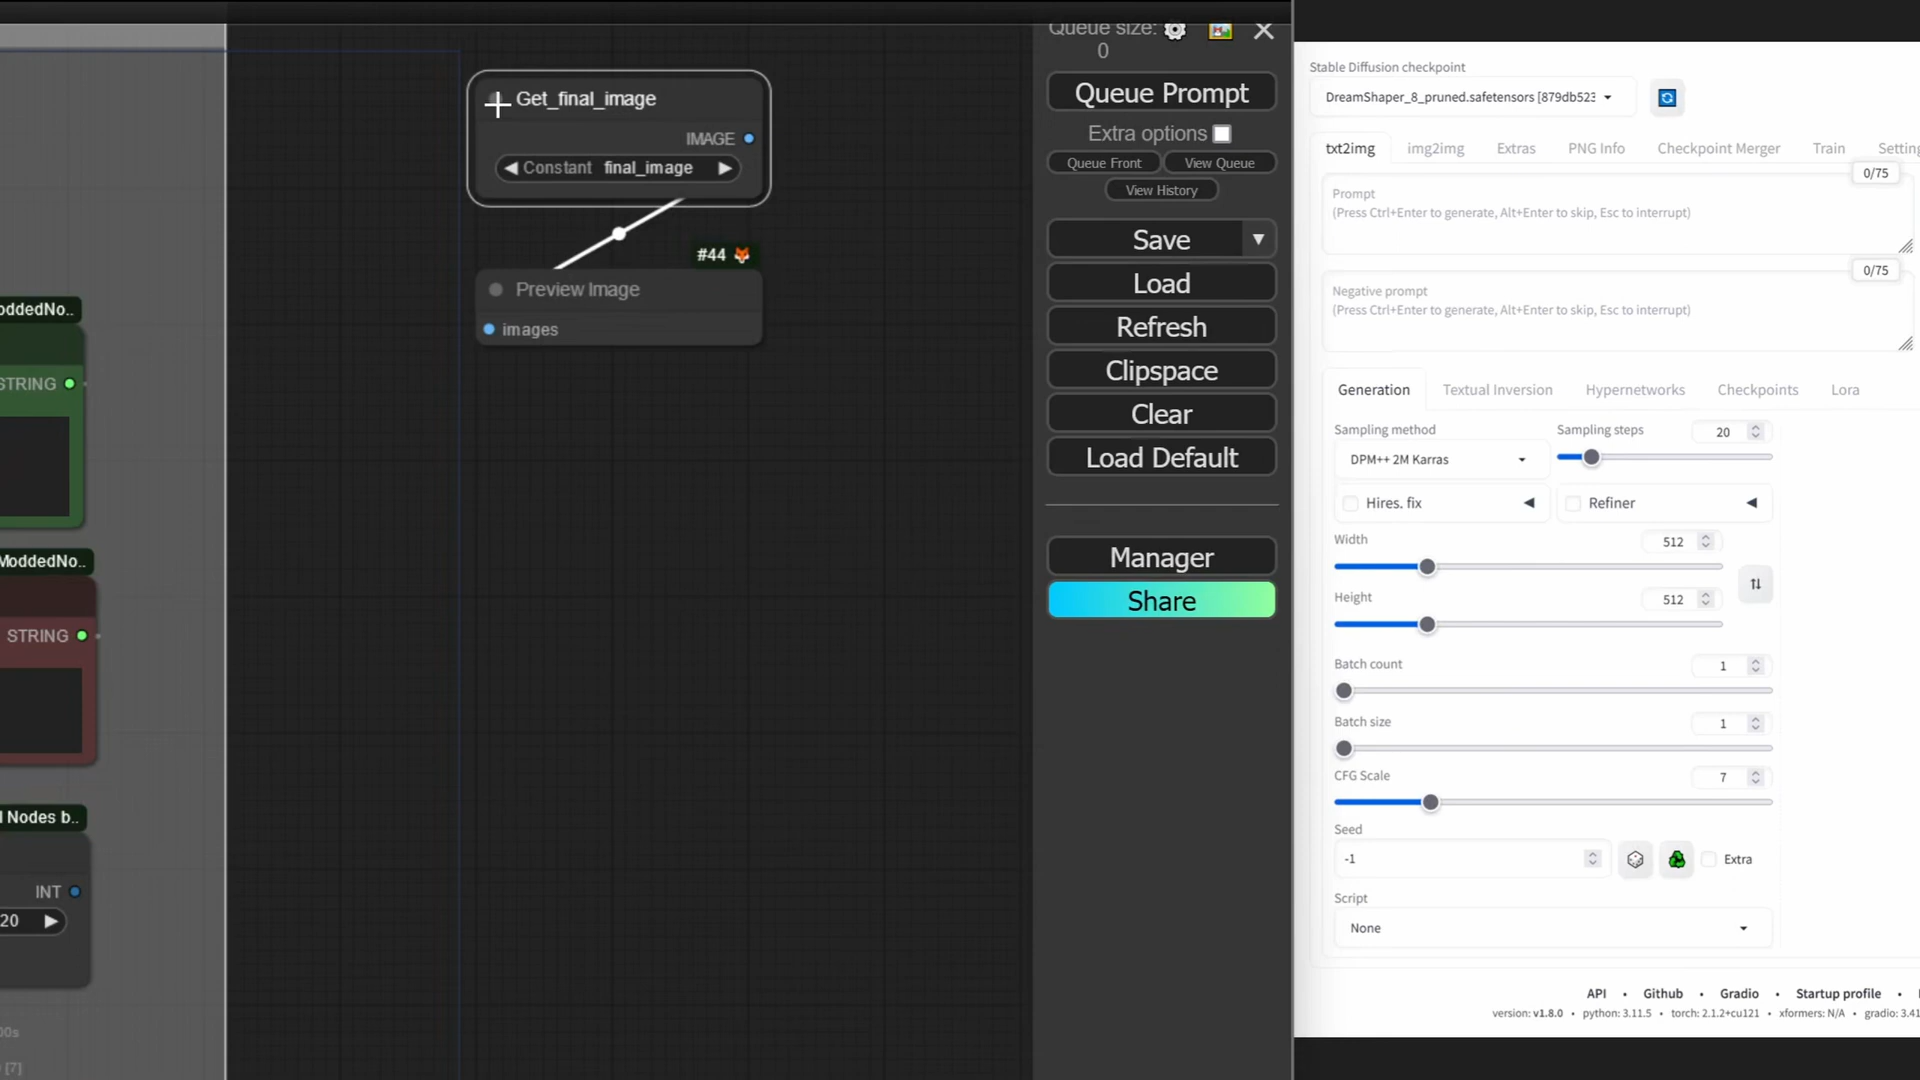 Get_final_image
IMAGE
Constant final_image
#44
Preview Image
images
STRING
STRING
INT
20
[7]
Queue size:
0
Queue Prompt
Extra options
Queue Front
View Queue
View History
Save
Load
Refresh
Clipspace
Clear
Load Default
Manager
Share
Stable Diffusion checkpoint
DreamShaper_8_pruned.safetensors [879db523
txt2img img2img Extras PNG Info Checkpoint Merger Train Setting
0/75
Prompt
(Press Ctrl+Enter to generate, Alt+Enter to skip, Esc to interrupt)
0/75
Negative prompt
(Press Ctrl+Enter to generate, Alt+Enter to skip, Esc to interrupt)
Generation Textual Inversion Hypernetworks Checkpoints Lora
Sampling method
DPM++ 2M Karras
Sampling steps
20
Hires. fix
Refiner
Width
512
Height
512
Batch count
1
Batch size
1
CFG Scale
7
Seed
-1
Extra
Script
None
API • Github • Gradio • Startup profile •
version: v1.8.0 • python: 3.11.5 • torch: 2.1.2+cu121 • xformers: N/A • gradio: 3.41